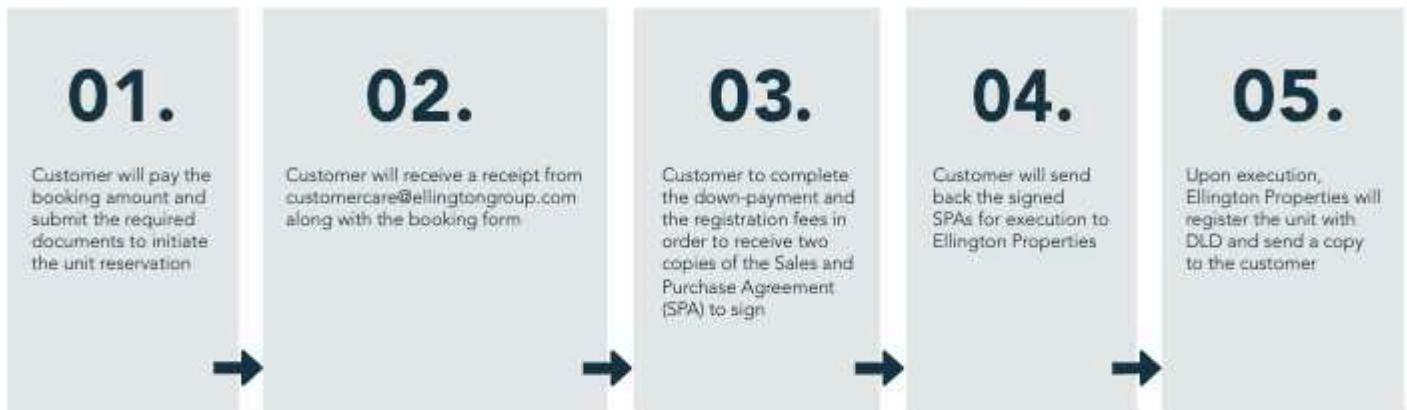 01.
Customer will pay the
booking amount and
submit the required
documents to initiate
the unit reservation
02.
Customer will receive a receipt from
customercare@ellingtongroup.com
along with the booking form
03.
Customer to complete
the down-payment and
the registration fees in
order to receive two
copies of the Sales and
Purchase Agreement
(SPA) to sign
04.
Customer will send
back the signed
SPAs for execution to
Ellington Properties
05.
Upon execution,
Ellington Properties will
register the unit with
DLD and send a copy
to the customer